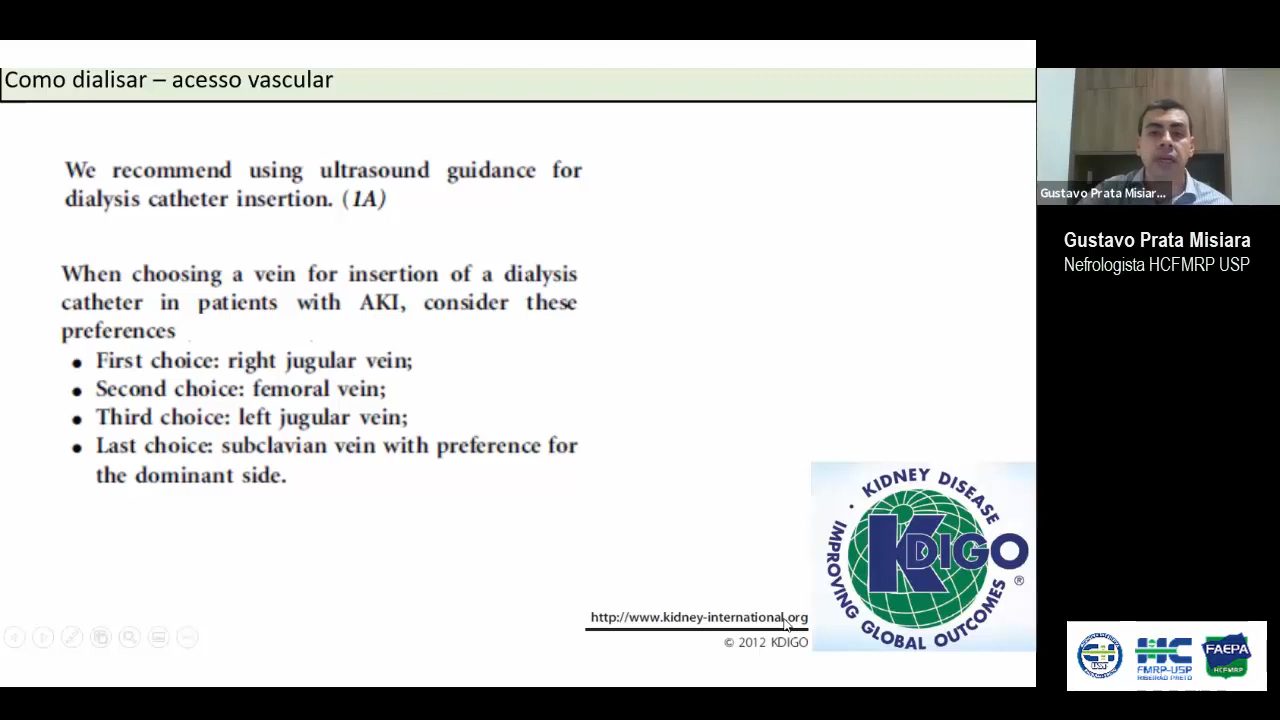 Como dialisar – acesso vascular
We recommend using ultrasound guidance for
dialysis catheter insertion. (1A)
When choosing a vein for insertion of a dialysis
catheter in patients with AKI, consider these
preferences
• First choice: right jugular vein;
• Second choice: femoral vein;
• Third choice: left jugular vein;
• Last choice: subclavian vein with preference for
the dominant side.
http://www.kidney-international.org
© 2012 KDIGO
KIDNEY DISEASE
KDIGO
®
IMPROVING GLOBAL OUTCOMES
Gustavo Prata Misiar...
Gustavo Prata Misiara
Nefrologista HCFMRP USP
HC
FMRP-USP
RIBEIRÃO PRETO
FAEPA
HCFMRP